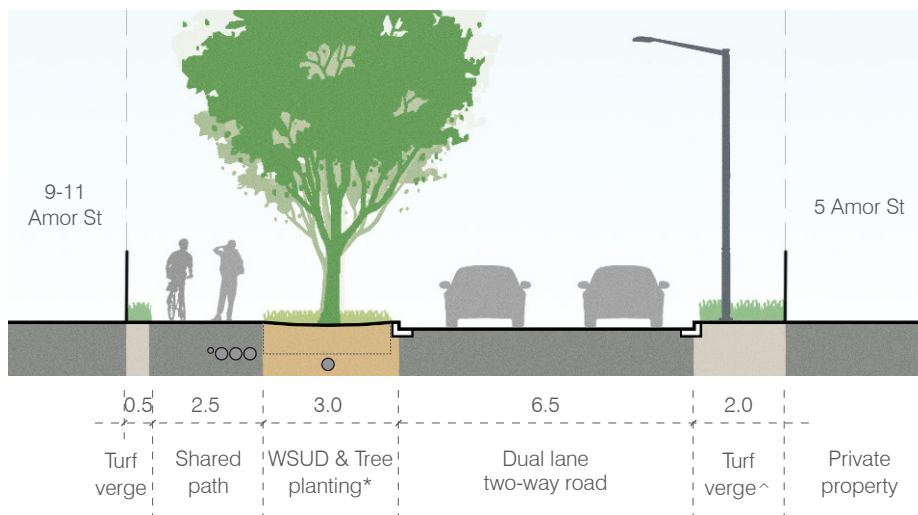 9-11
Amor St
5 Amor St
0.5 2.5 3.0 6.5 2.0
Turf
verge
Shared
path
WSUD & Tree
planting*
Dual lane
two-way road
Turf
verge^
Private
property